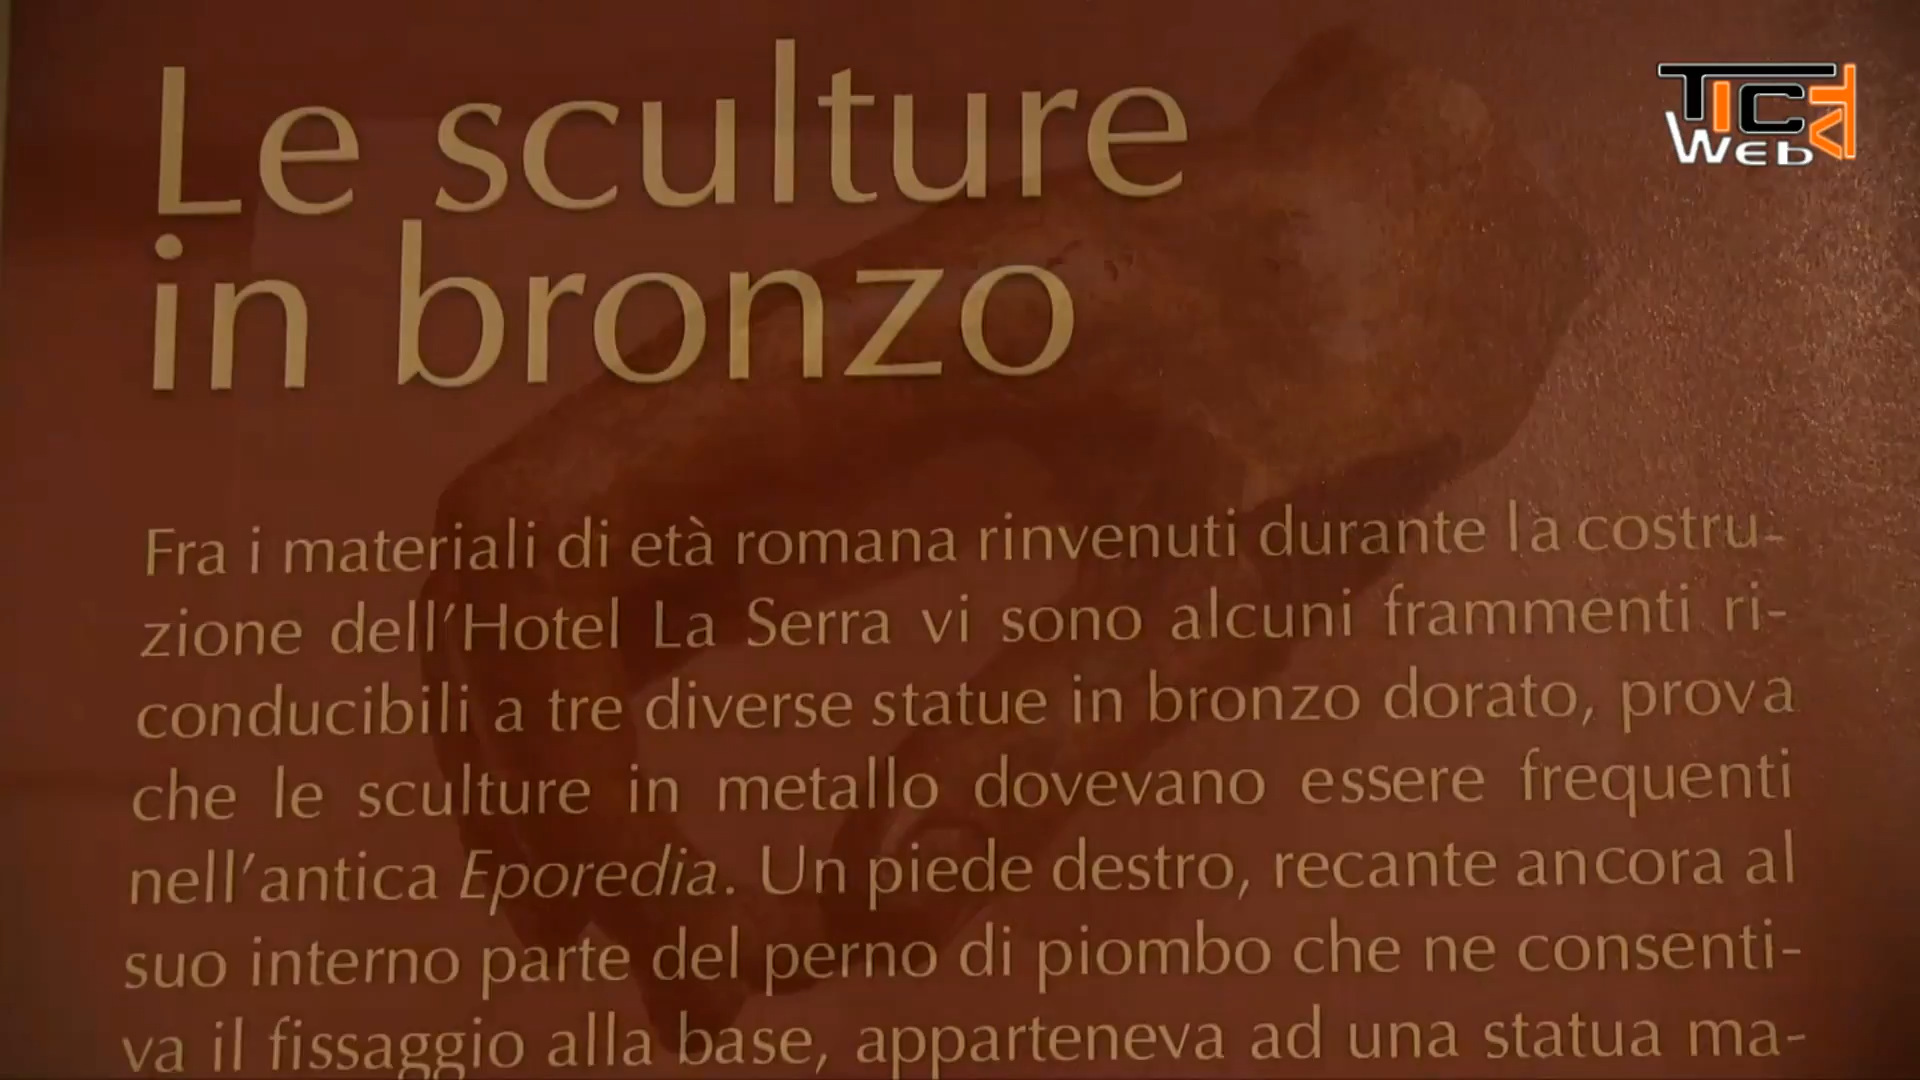 Le sculture
in bronzo
TICA
Web
Fra i materiali di età romana rinvenuti durante la costru-
zione dell'Hotel La Serra vi sono alcuni frammenti ri-
conducibili a tre diverse statue in bronzo dorato, prova
che le sculture in metallo dovevano essere frequenti
nell'antica Eporedia. Un piede destro, recante ancora al
suo interno parte del perno di piombo che ne consenti-
va il fissaggio alla base, apparteneva ad una statua ma-